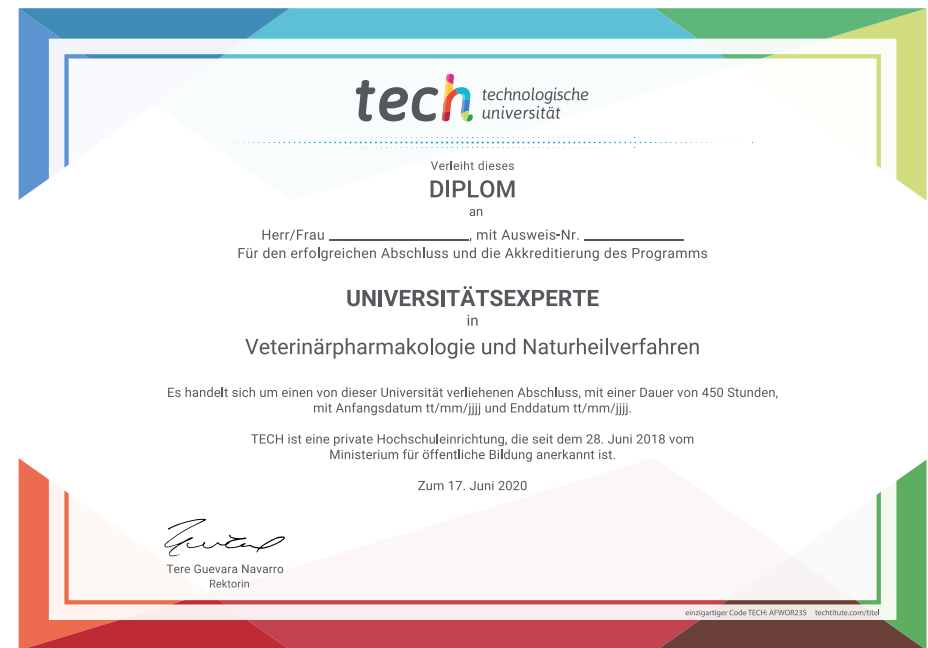 tech technologische
universität
Verleiht dieses
DIPLOM
an
Herr/Frau ____________________, mit Ausweis-Nr. ______________
Für den erfolgreichen Abschluss und die Akkreditierung des Programms
UNIVERSITÄTSEXPERTE
in
Veterinärpharmakologie und Naturheilverfahren
Es handelt sich um einen von dieser Universität verliehenen Abschluss, mit einer Dauer von 450 Stunden,
mit Anfangsdatum tt/mm/jjjj und Enddatum tt/mm/jjjj.
TECH ist eine private Hochschuleinrichtung, die seit dem 28. Juni 2018 vom
Ministerium für öffentliche Bildung anerkannt ist.
Zum 17. Juni 2020
Tere Guevara Navarro
Rektorin
einzigartiger Code TECH: AFWOR23S techtitute.com/titel